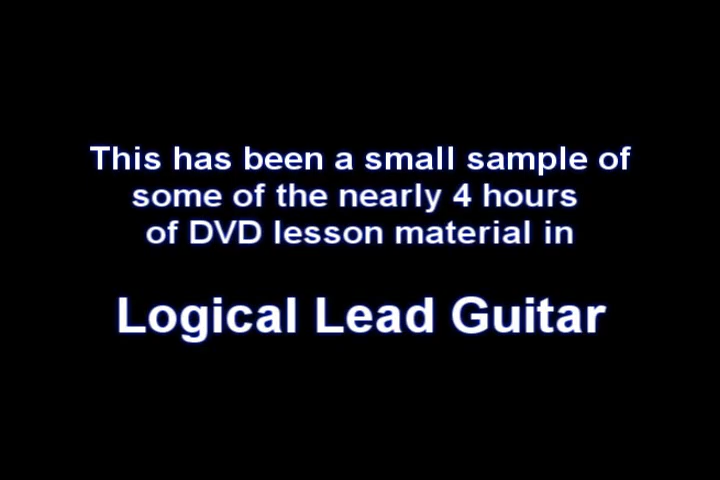 This has been a small sample of
some of the nearly 4 hours
of DVD lesson material in
Logical Lead Guitar